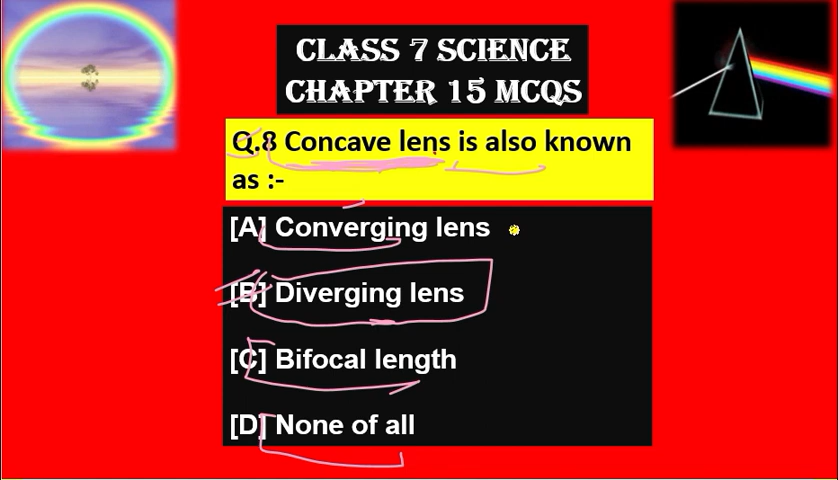 CLASS 7 SCIENCE
CHAPTER 15 MCQS
Q.8 Concave lens is also known
as :-
[A] Converging lens
[B] Diverging lens
[C] Bifocal length
[D] None of all